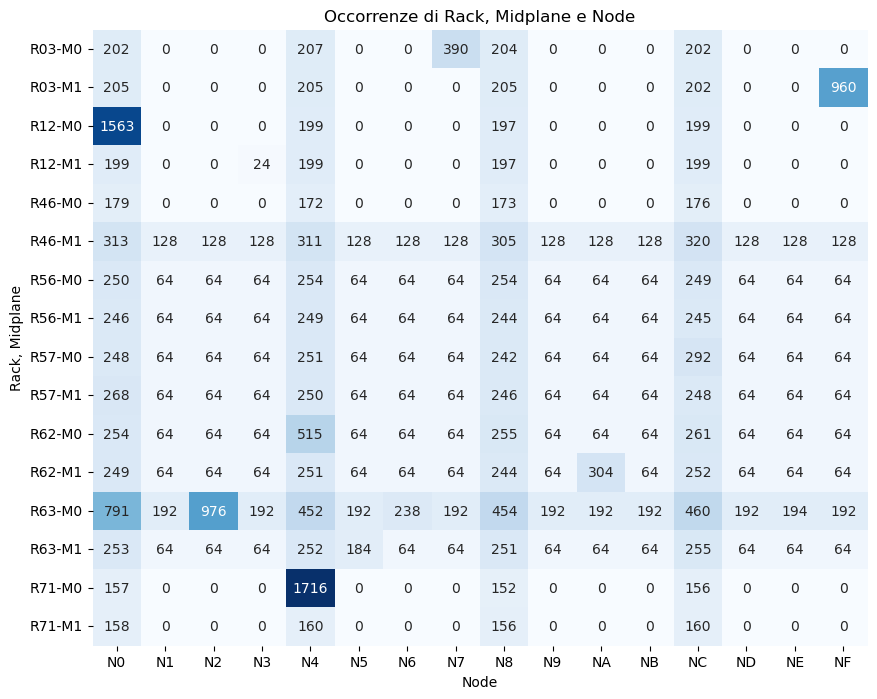 Occorrenze di Rack, Midplane e Node
Rack, Midplane
R03-M0 202 0 0 0 207 0 0 390 204 0 0 0 202 0 0 0
R03-M1 205 0 0 0 205 0 0 0 205 0 0 0 202 0 0 960
R12-M0 1563 0 0 0 199 0 0 0 197 0 0 0 199 0 0 0
R12-M1 199 0 0 24 199 0 0 0 197 0 0 0 199 0 0 0
R46-M0 179 0 0 0 172 0 0 0 173 0 0 0 176 0 0 0
R46-M1 313 128 128 128 311 128 128 128 305 128 128 128 320 128 128 128
R56-M0 250 64 64 64 254 64 64 64 254 64 64 64 249 64 64 64
R56-M1 246 64 64 64 249 64 64 64 244 64 64 64 245 64 64 64
R57-M0 248 64 64 64 251 64 64 64 242 64 64 64 292 64 64 64
R57-M1 268 64 64 64 250 64 64 64 246 64 64 64 248 64 64 64
R62-M0 254 64 64 64 515 64 64 64 255 64 64 64 261 64 64 64
R62-M1 249 64 64 64 251 64 64 64 244 64 304 64 252 64 64 64
R63-M0 791 192 976 192 452 192 238 192 454 192 192 192 460 192 194 192
R63-M1 253 64 64 64 252 184 64 64 251 64 64 64 255 64 64 64
R71-M0 157 0 0 0 1716 0 0 0 152 0 0 0 156 0 0 0
R71-M1 158 0 0 0 160 0 0 0 156 0 0 0 160 0 0 0
N0 N1 N2 N3 N4 N5 N6 N7 N8 N9 NA NB NC ND NE NF
Node